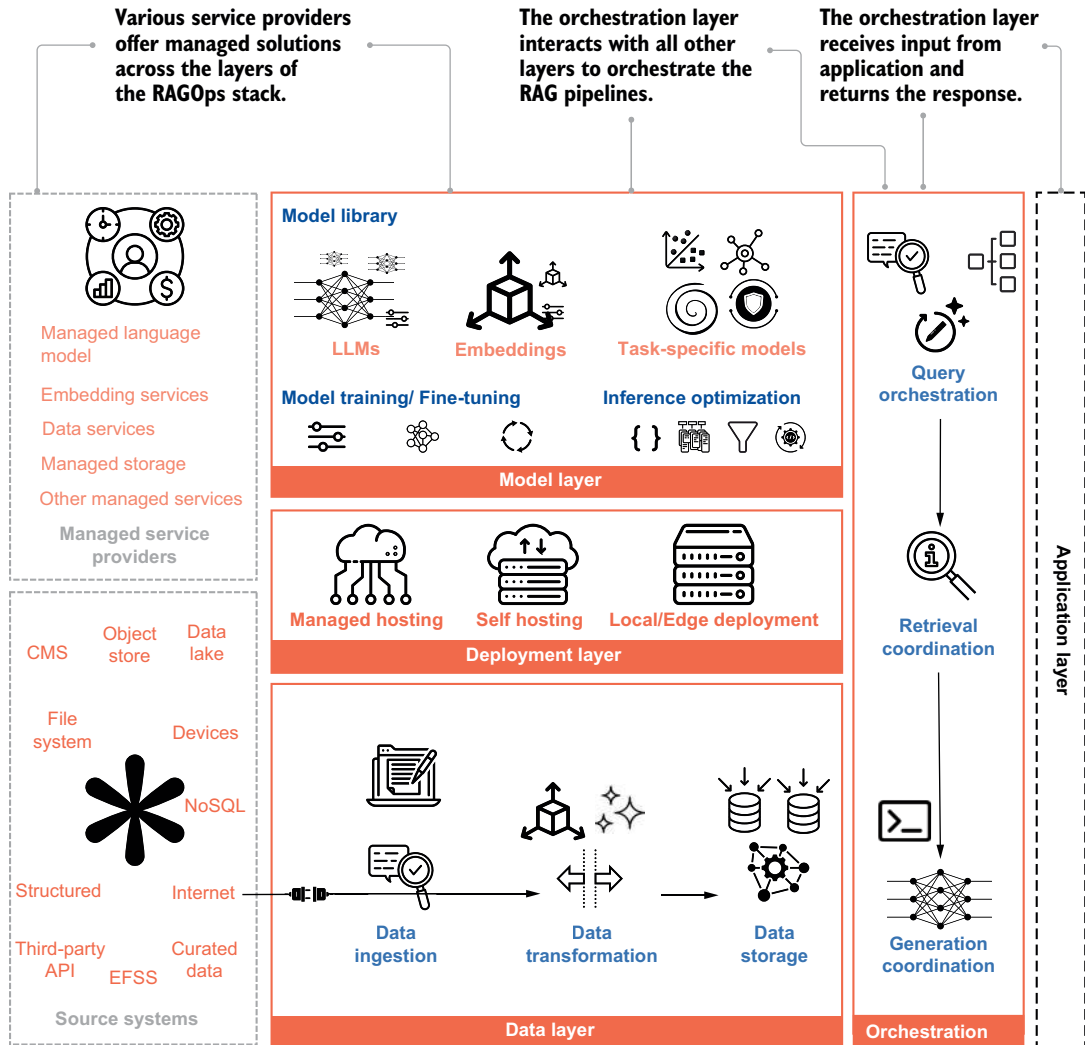 Various service providers
offer managed solutions
across the layers of
the RAGOps stack.
The orchestration layer
interacts with all other
layers to orchestrate the
RAG pipelines.
The orchestration layer
receives input from
application and
returns the response.
Managed language
model
Embedding services
Data services
Managed storage
Other managed services
Managed service
providers
Model library
LLMs
Embeddings
Task-specific models
Model training/ Fine-tuning
Inference optimization
Model layer
Managed hosting
Self hosting
Local/Edge deployment
Deployment layer
CMS
Object
store
Data
lake
File
system
Devices
NoSQL
Structured
Internet
Third-party
API
EFSS
Curated
data
Source systems
Data
ingestion
Data
transformation
Data
storage
Data layer
Query
orchestration
Retrieval
coordination
Generation
coordination
Orchestration
Application layer